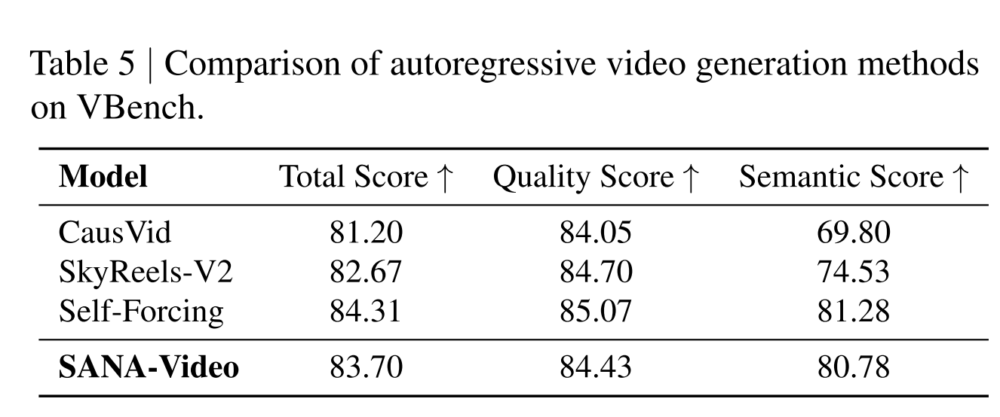 Table 5 | Comparison of autoregressive video generation methods
on VBench.
Model Total Score ↑ Quality Score ↑ Semantic Score ↑
CausVid 81.20 84.05 69.80
SkyReels-V2 82.67 84.70 74.53
Self-Forcing 84.31 85.07 81.28
SANA-Video 83.70 84.43 80.78